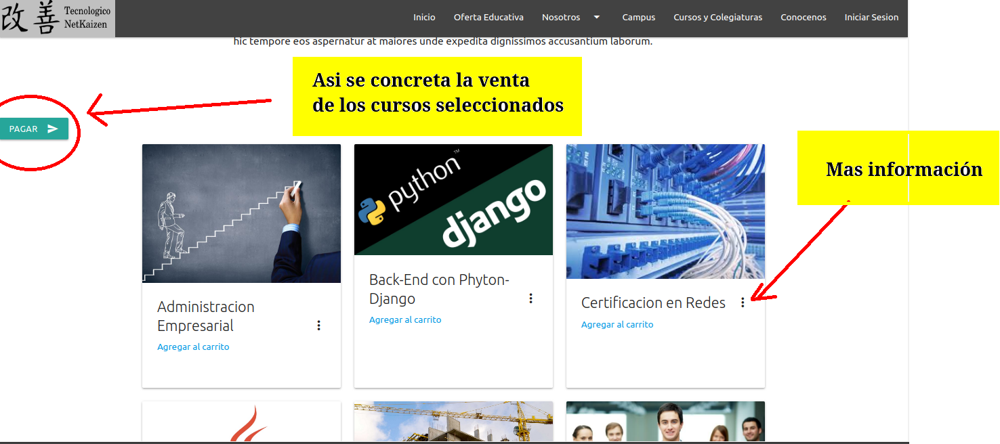 改善 Tecnologico
NetKaizen
Inicio Oferta Educativa Nosotros Campus Cursos y Colegiaturas Conocenos Iniciar Sesion
hic tempore eos aspernatur at maiores unde expedita dignissimos accusantium laborum.
Asi se concreta la venta
de los cursos seleccionados
PAGAR
Mas información
python™
django
Administracion
Empresarial
Agregar al carrito
Back-End con Phyton-
Django
Agregar al carrito
Certificacion en Redes
Agregar al carrito